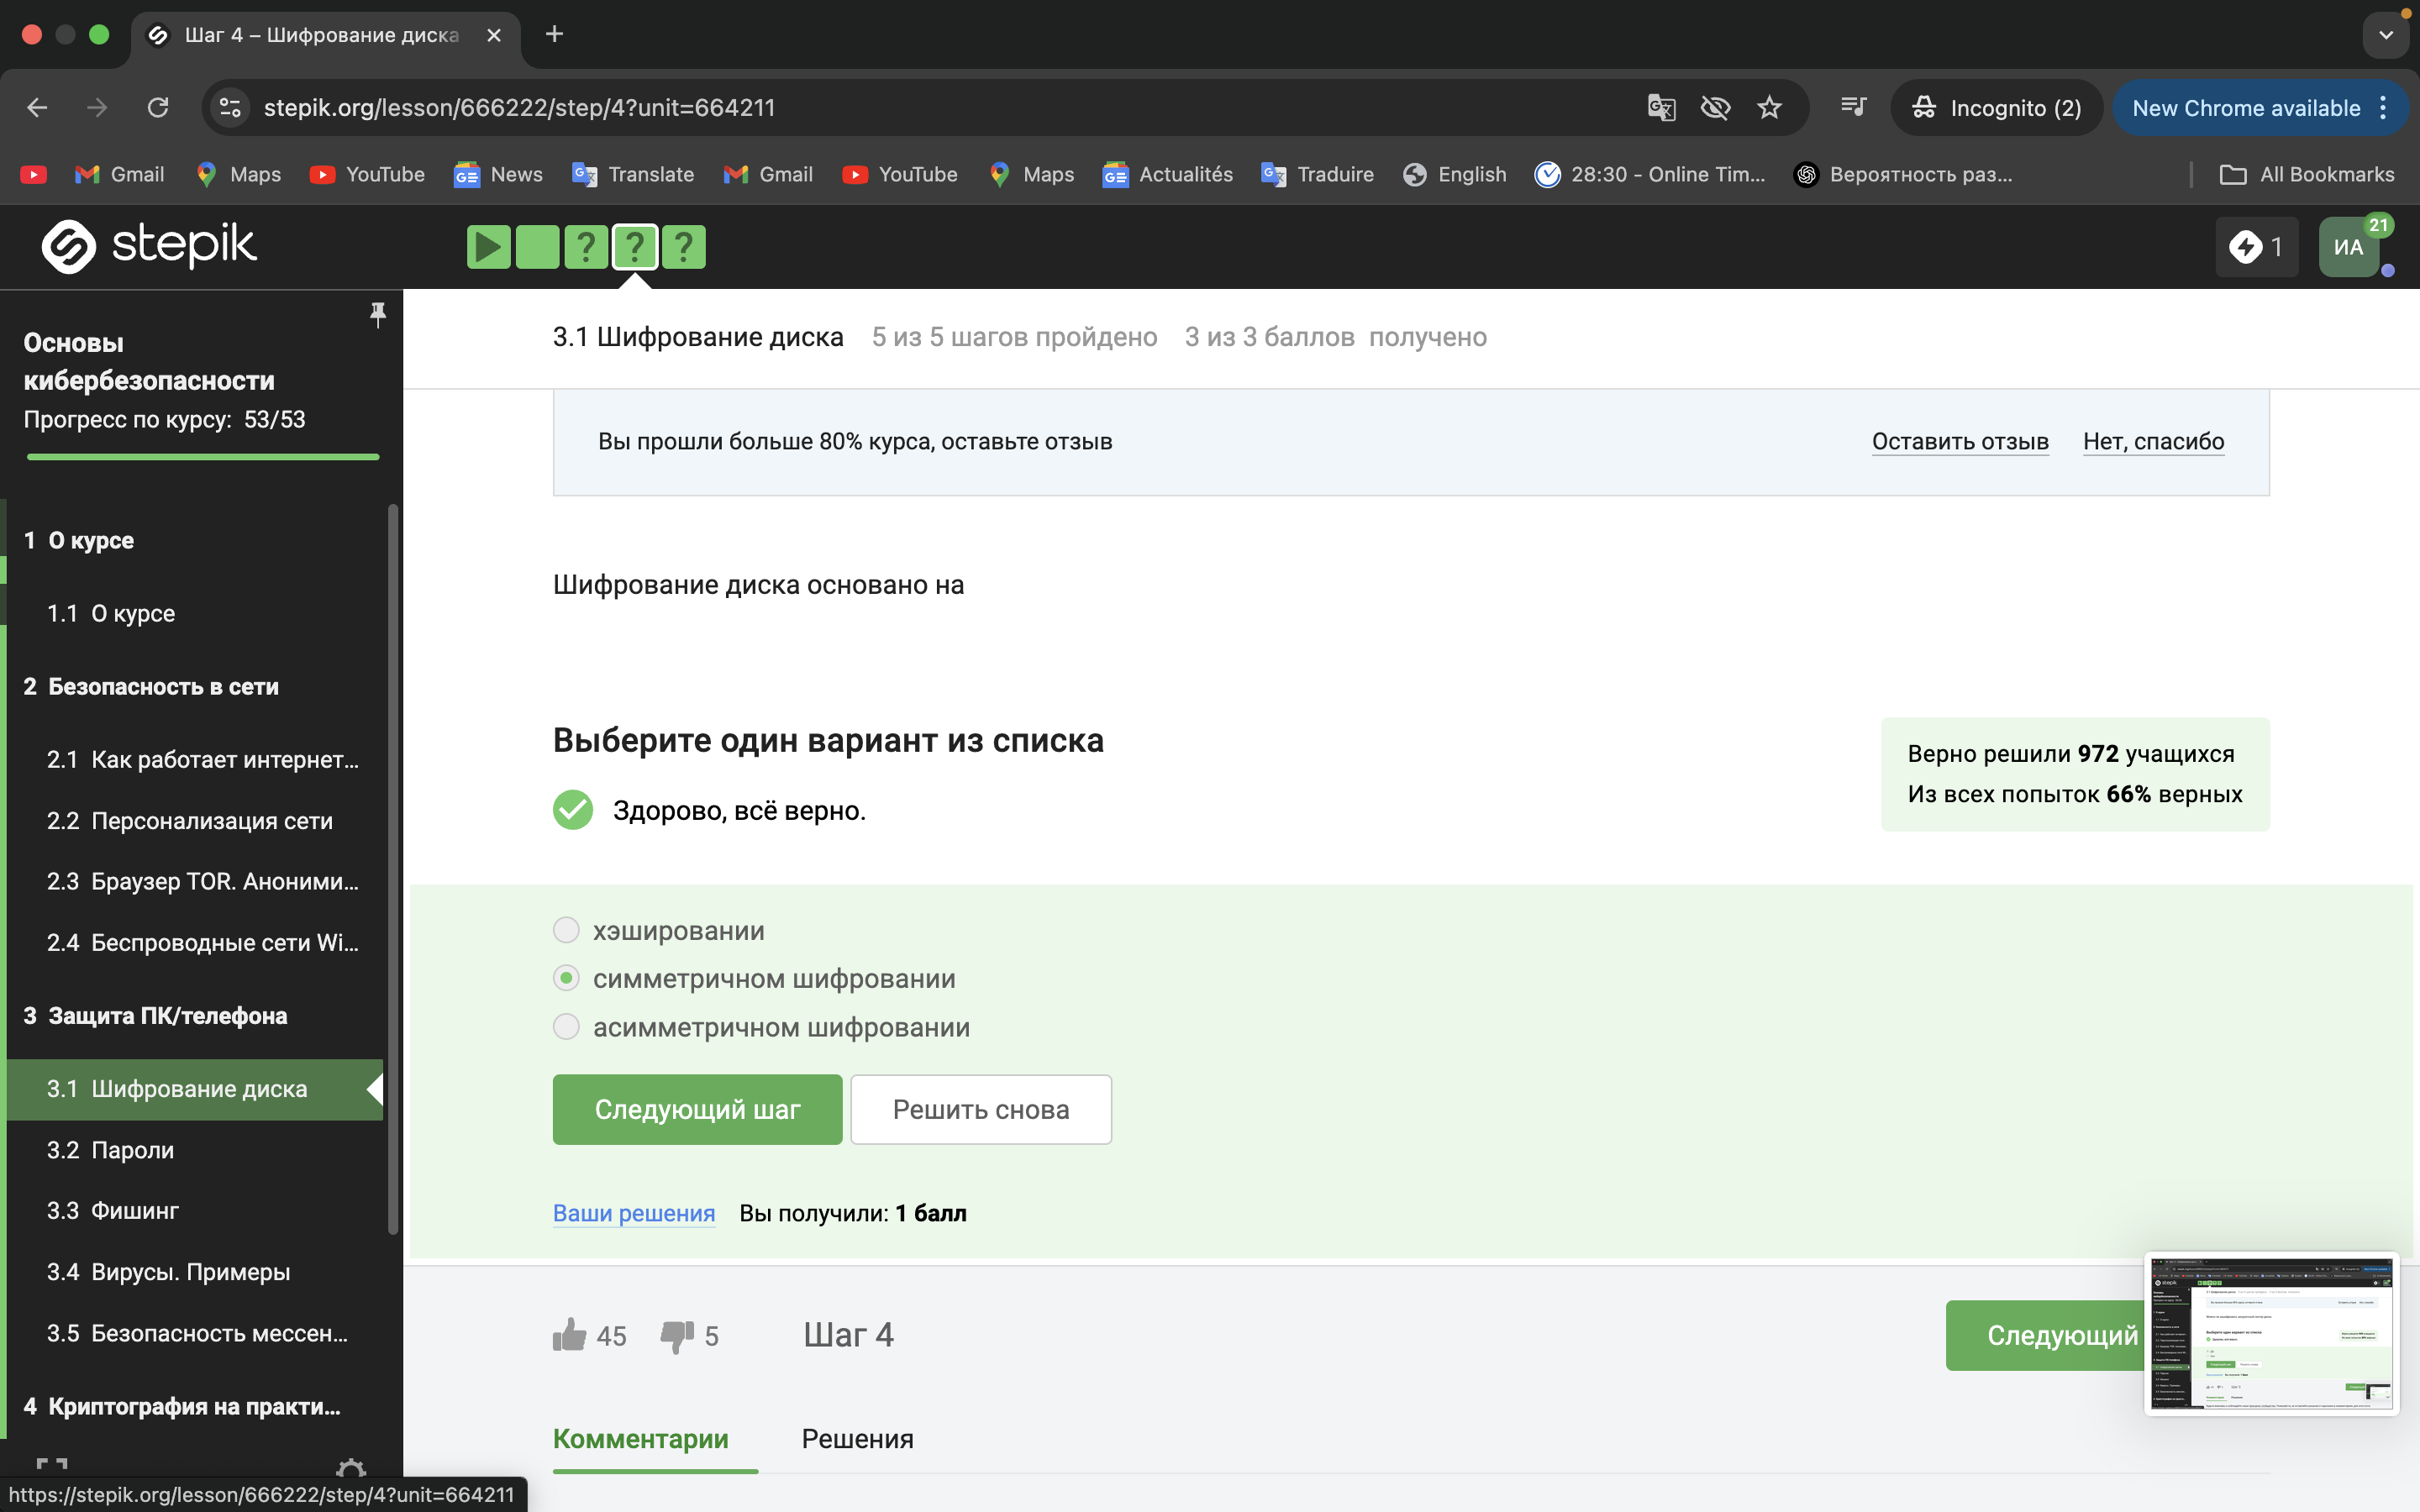 Шаг 4 – Шифрование диска
stepik.org/lesson/666222/step/4?unit=664211
Incognito (2)
New Chrome available
Gmail
Maps
YouTube
News
Translate
Gmail
YouTube
Maps
Actualités
Traduire
English
28:30 - Online Tim...
Вероятность раз...
All Bookmarks
stepik
? ? ?
1
ИА
21
Основы
кибербезопасности
Прогресс по курсу: 53/53
1 О курсе
1.1 О курсе
2 Безопасность в сети
2.1 Как работает интернет...
2.2 Персонализация сети
2.3 Браузер TOR. Аноними...
2.4 Беспроводные сети Wi...
3 Защита ПК/телефона
3.1 Шифрование диска
3.2 Пароли
3.3 Фишинг
3.4 Вирусы. Примеры
3.5 Безопасность мессен...
4 Криптография на практи...
https://stepik.org/lesson/666222/step/4?unit=664211
3.1 Шифрование диска 5 из 5 шагов пройдено 3 из 3 баллов получено
Вы прошли больше 80% курса, оставьте отзыв
Оставить отзыв
Нет, спасибо
Шифрование диска основано на
Выберите один вариант из списка
Здорово, всё верно.
Верно решили 972 учащихся
Из всех попыток 66% верных
хэшировании
симметричном шифровании
асимметричном шифровании
Следующий шаг
Решить снова
Ваши решения Вы получили: 1 балл
45
5
Шаг 4
Следующий
Комментарии
Решения